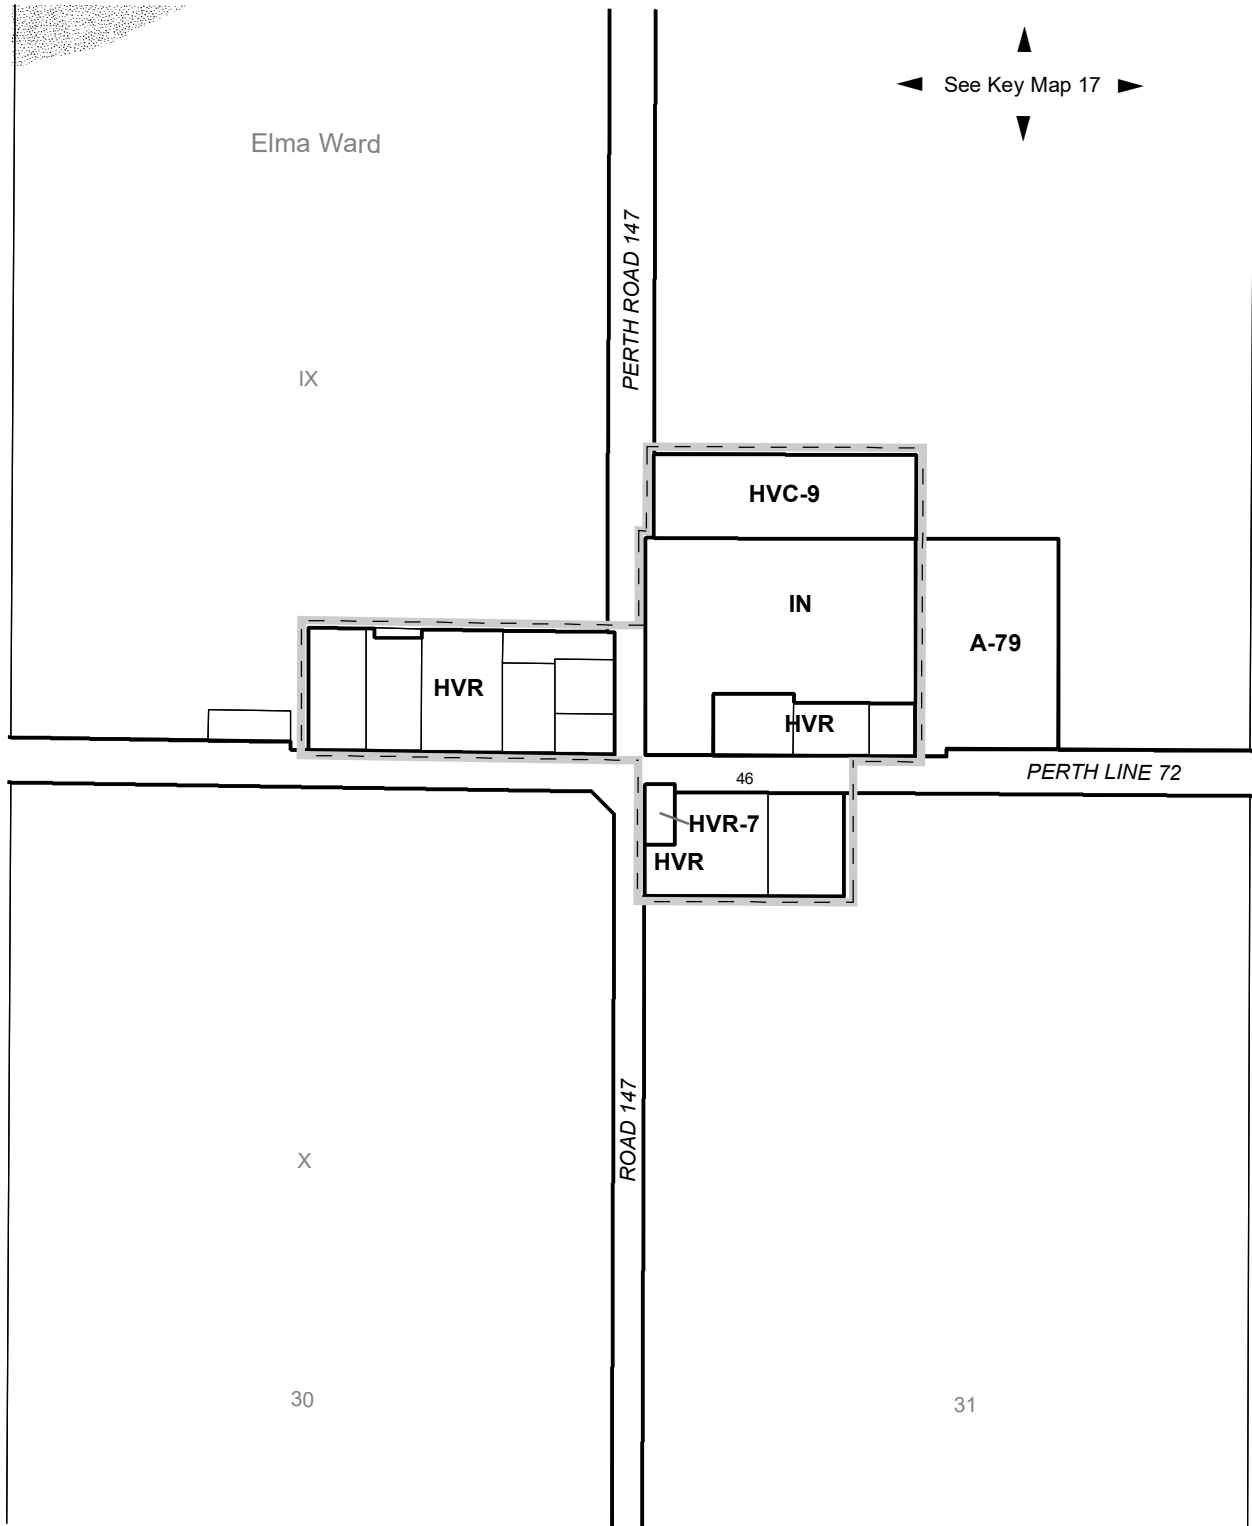 See Key Map 17
Elma Ward
PERTH ROAD 147
IX
HVC-9
IN
A-79
HVR
HVR
PERTH LINE 72
46
HVR-7
HVR
ROAD 147
X
30
31